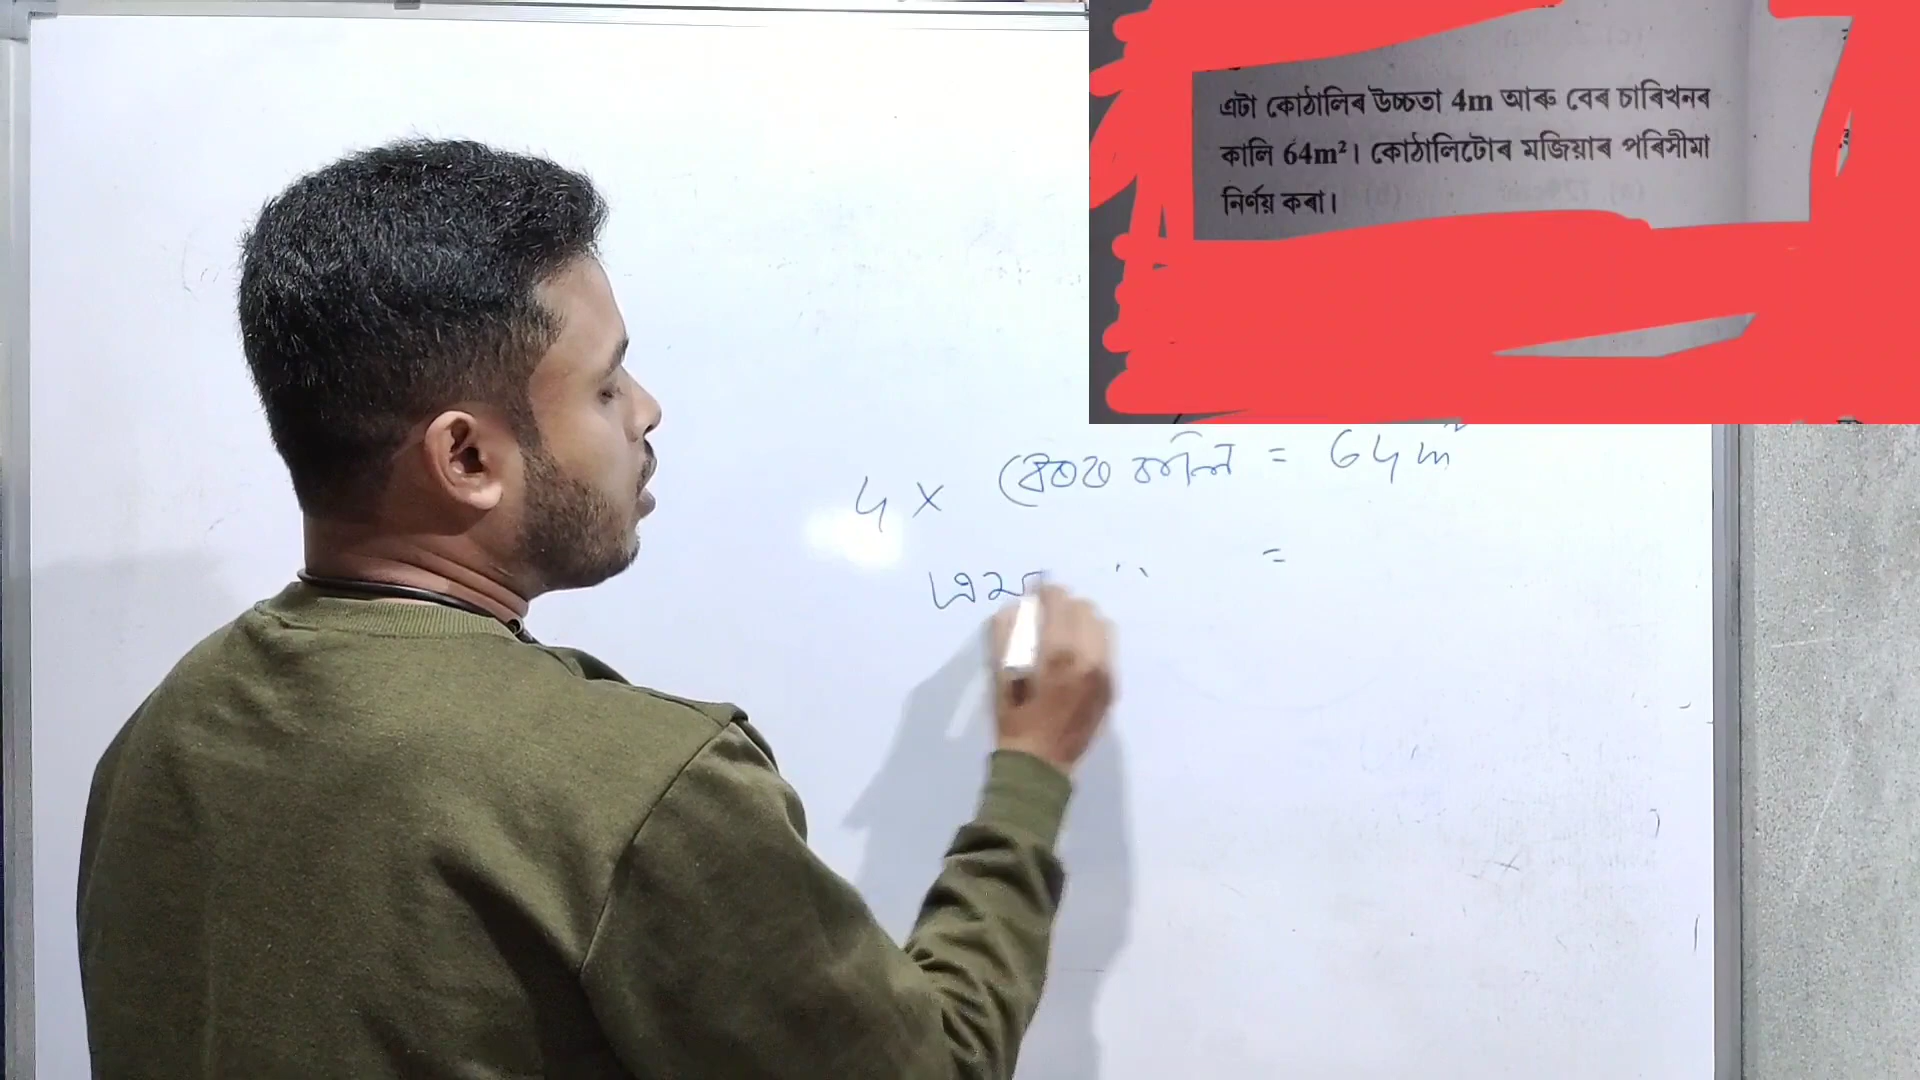 এটা কোঠালিৰ উচ্চতা 4m আৰু বেৰ চাৰিখনৰ
কালি 64m²। কোঠালিটোৰ মজিয়াৰ পৰিসীমা
নিৰ্ণয় কৰা।
4 × বেৰৰ কালি = 64m²
=